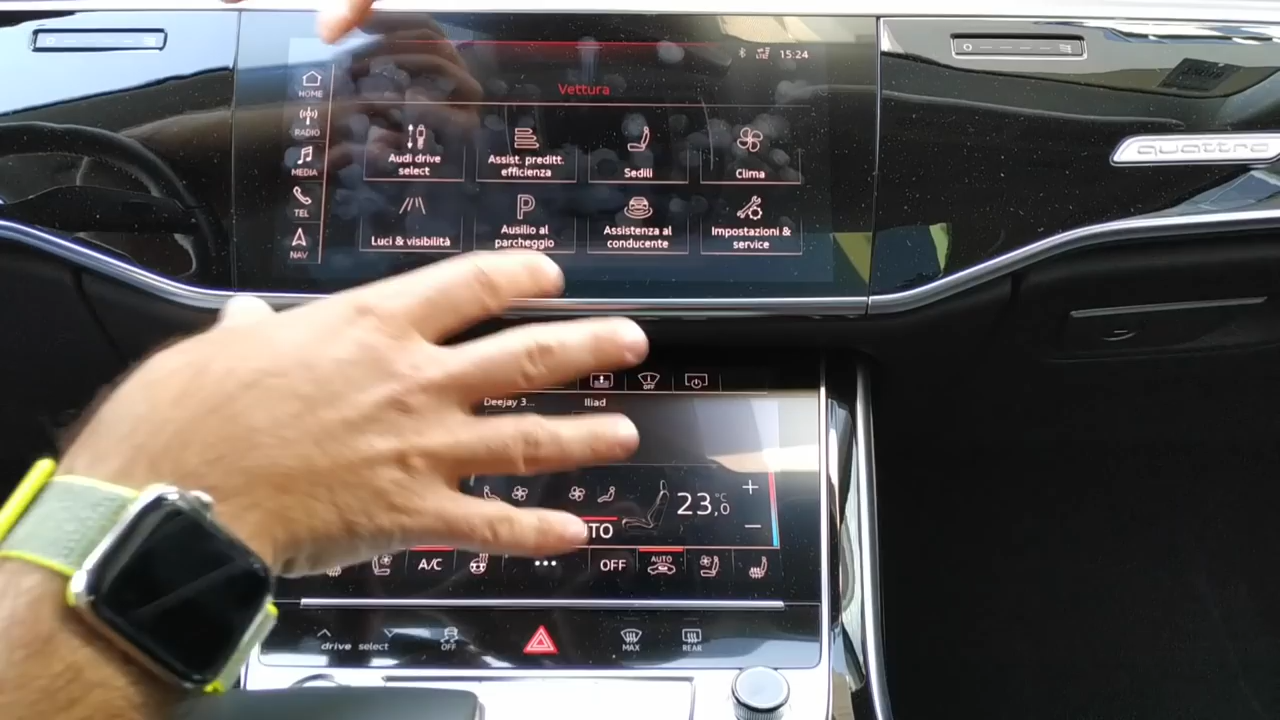 15:24
Vettura
HOME
RADIO
MEDIA
TEL
NAV
Audi drive
select
Assist. preditt.
efficienza
Sedili
Clima
Luci & visibilità
P
Ausilio al
parcheggio
Assistenza al
conducente
Impostazioni &
service
quattro
OFF
Deejay 3...
Iliad
23,0 °C
+
−
A/C
OFF
AUTO
drive select
OFF
MAX
REAR